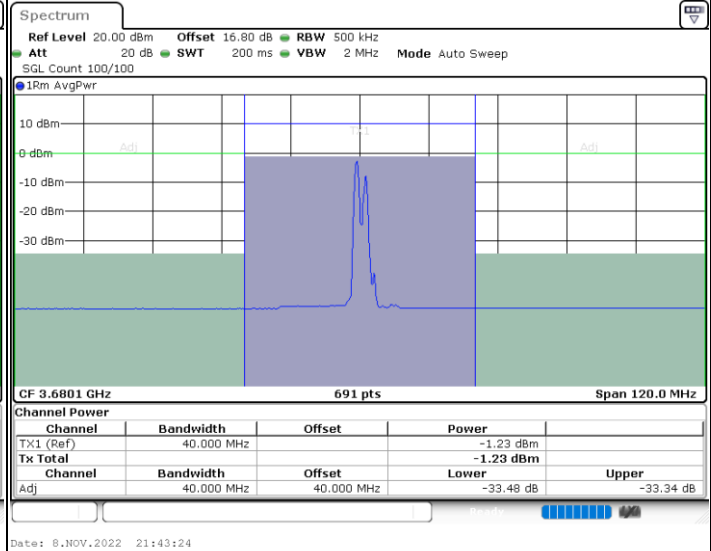 Spectrum
Ref Level 20.00 dBm Offset 16.80 dB RBW 500 kHz
Att 20 dB SWT 200 ms VBW 2 MHz Mode Auto Sweep
SGL Count 100/100
1Rm AvgPwr
10 dBm
TX1
Adj
Adj
0 dBm
-10 dBm
-20 dBm
-30 dBm
CF 3.6801 GHz 691 pts Span 120.0 MHz
Channel Power
Channel Bandwidth Offset Power
TX1 (Ref) 40.000 MHz -1.23 dBm
Tx Total -1.23 dBm
Channel Bandwidth Offset Lower Upper
Adj 40.000 MHz 40.000 MHz -33.48 dB -33.34 dB
Ready
Date: 8.NOV.2022 21:43:24